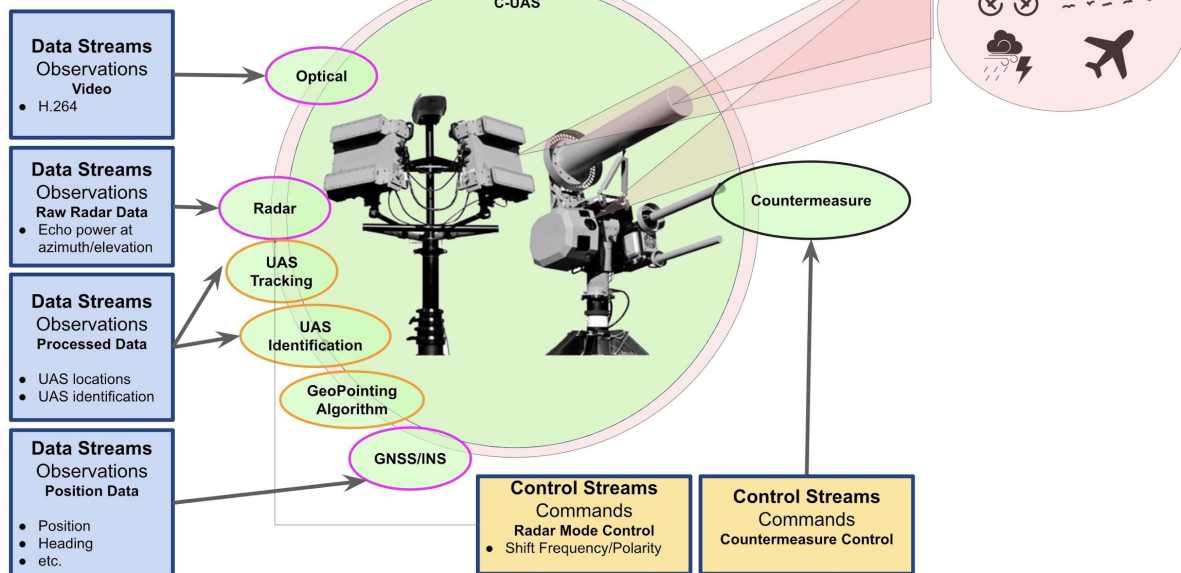 C-UAS
Data Streams
Observations
Video
● H.264
Optical
Data Streams
Observations
Raw Radar Data
● Echo power at
azimuth/elevation
Radar
Countermeasure
UAS
Tracking
Data Streams
Observations
Processed Data
● UAS locations
● UAS identification
UAS
Identification
GeoPointing
Algorithm
Data Streams
Observations
Position Data
● Position
● Heading
● etc.
GNSS/INS
Control Streams
Commands
Radar Mode Control
● Shift Frequency/Polarity
Control Streams
Commands
Countermeasure Control